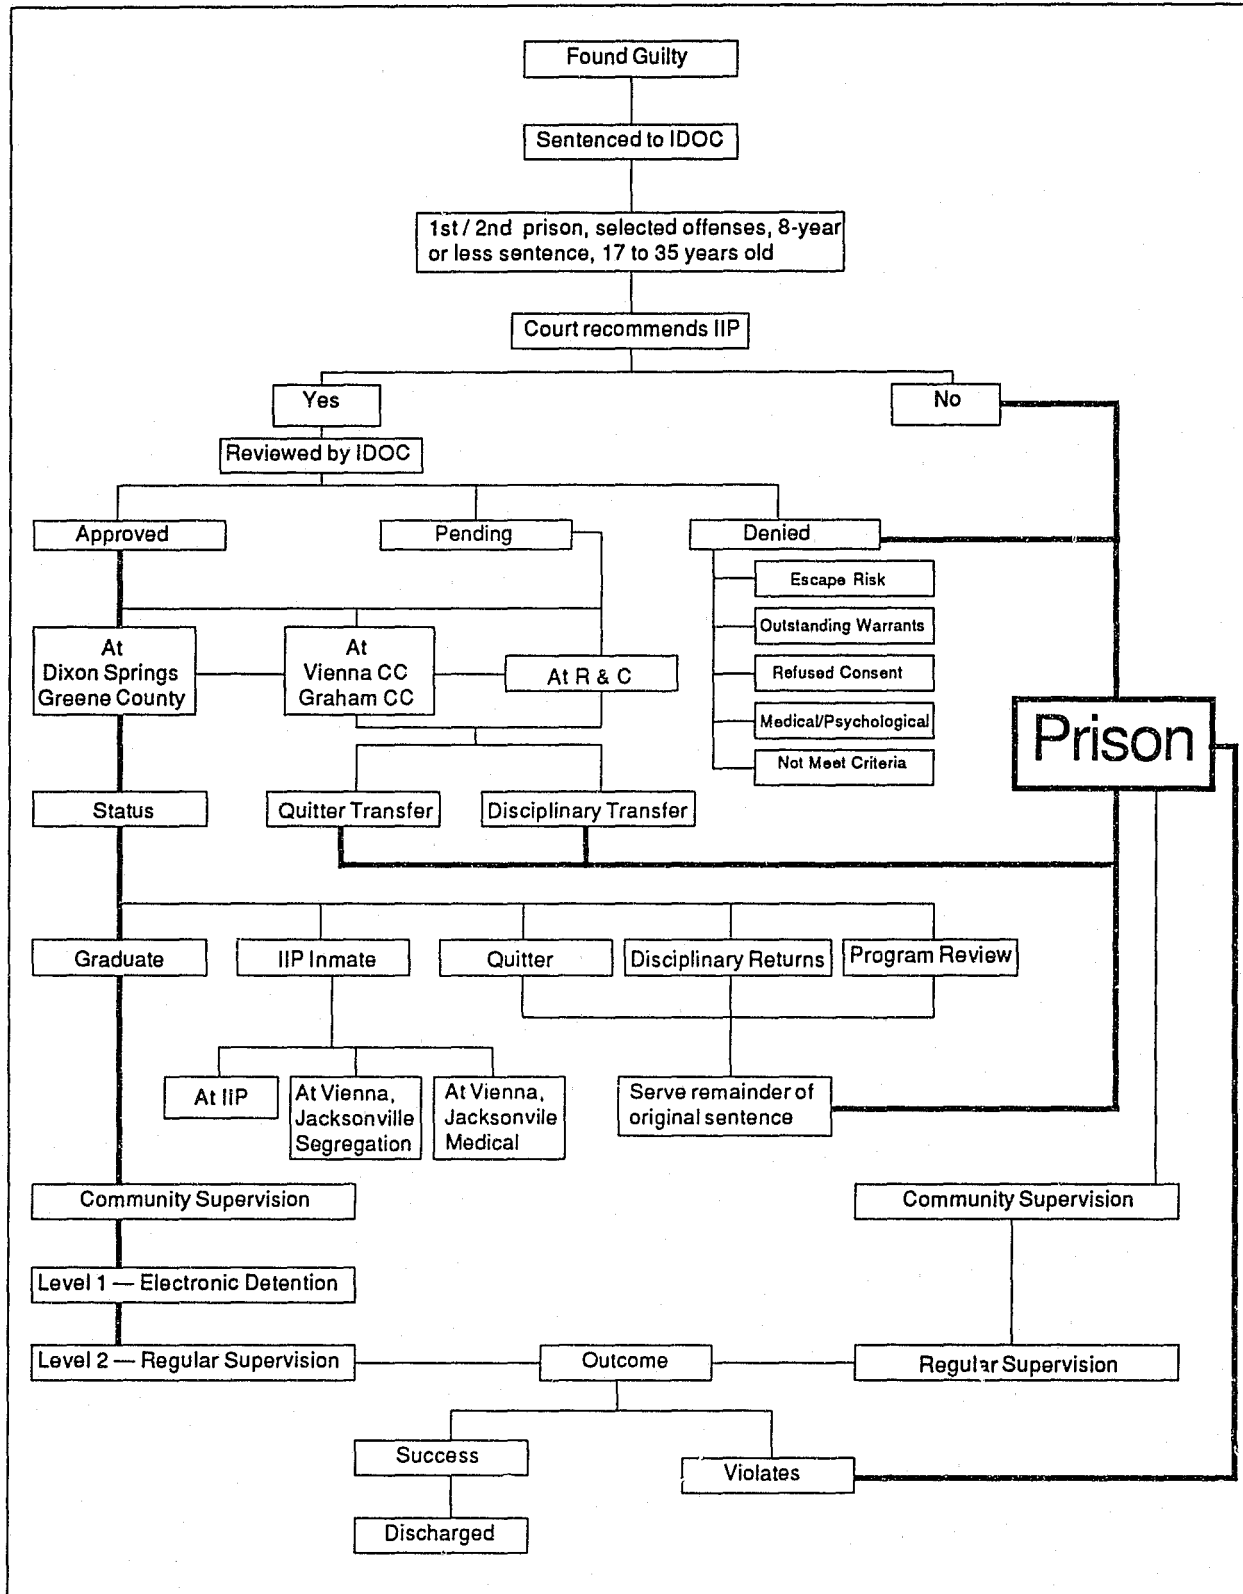 Found Guilty
Sentenced to IDOC
1st / 2nd prison, selected offenses, 8-year
or less sentence, 17 to 35 years old
Court recommends IIP
Yes
No
Reviewed by IDOC
Approved
Pending
Denied
Escape Risk
Outstanding Warrants
Refused Consent
Medical/Psychological
Not Meet Criteria
At
Dixon Springs
Greene County
At
Vienna CC
Graham CC
At R & C
Prison
Status
Quitter Transfer
Disciplinary Transfer
Graduate
IIP Inmate
Quitter
Disciplinary Returns
Program Review
At IIP
At Vienna,
Jacksonville
Segregation
At Vienna,
Jacksonvile
Medical
Serve remainder of
original sentence
Community Supervision
Community Supervision
Level 1 — Electronic Detention
Level 2 — Regular Supervision
Outcome
Regular Supervision
Success
Violates
Discharged